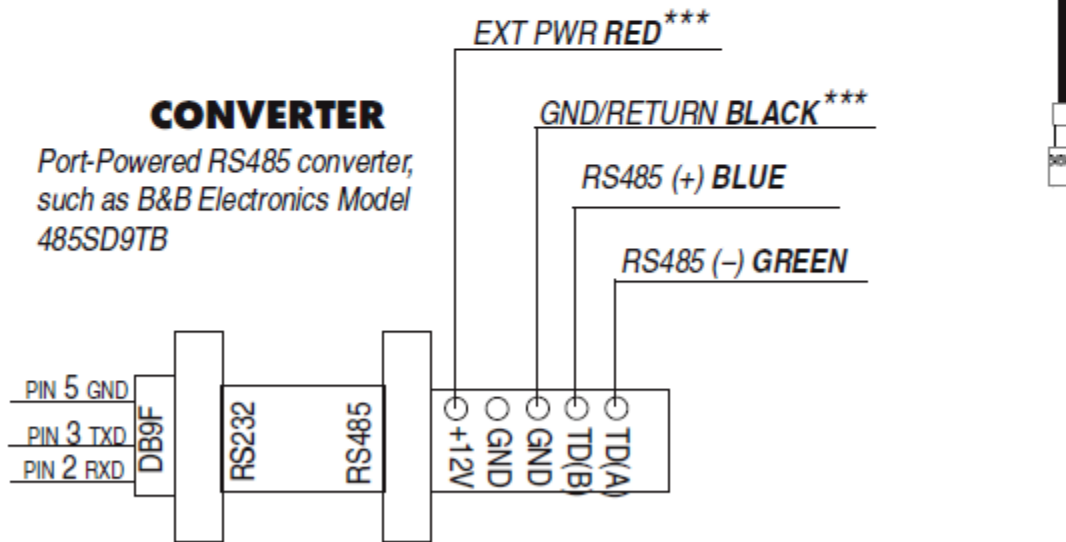 EXT PWR RED***
CONVERTER
GND/RETURN BLACK***
Port-Powered RS485 converter,
such as B&B Electronics Model
485SD9TB
RS485 (+) BLUE
RS485 (–) GREEN
PIN 5 GND
PIN 3 TXD
PIN 2 RXD
DB9F
RS232
RS485
+12V
GND
GND
TD(B)
TD(A)